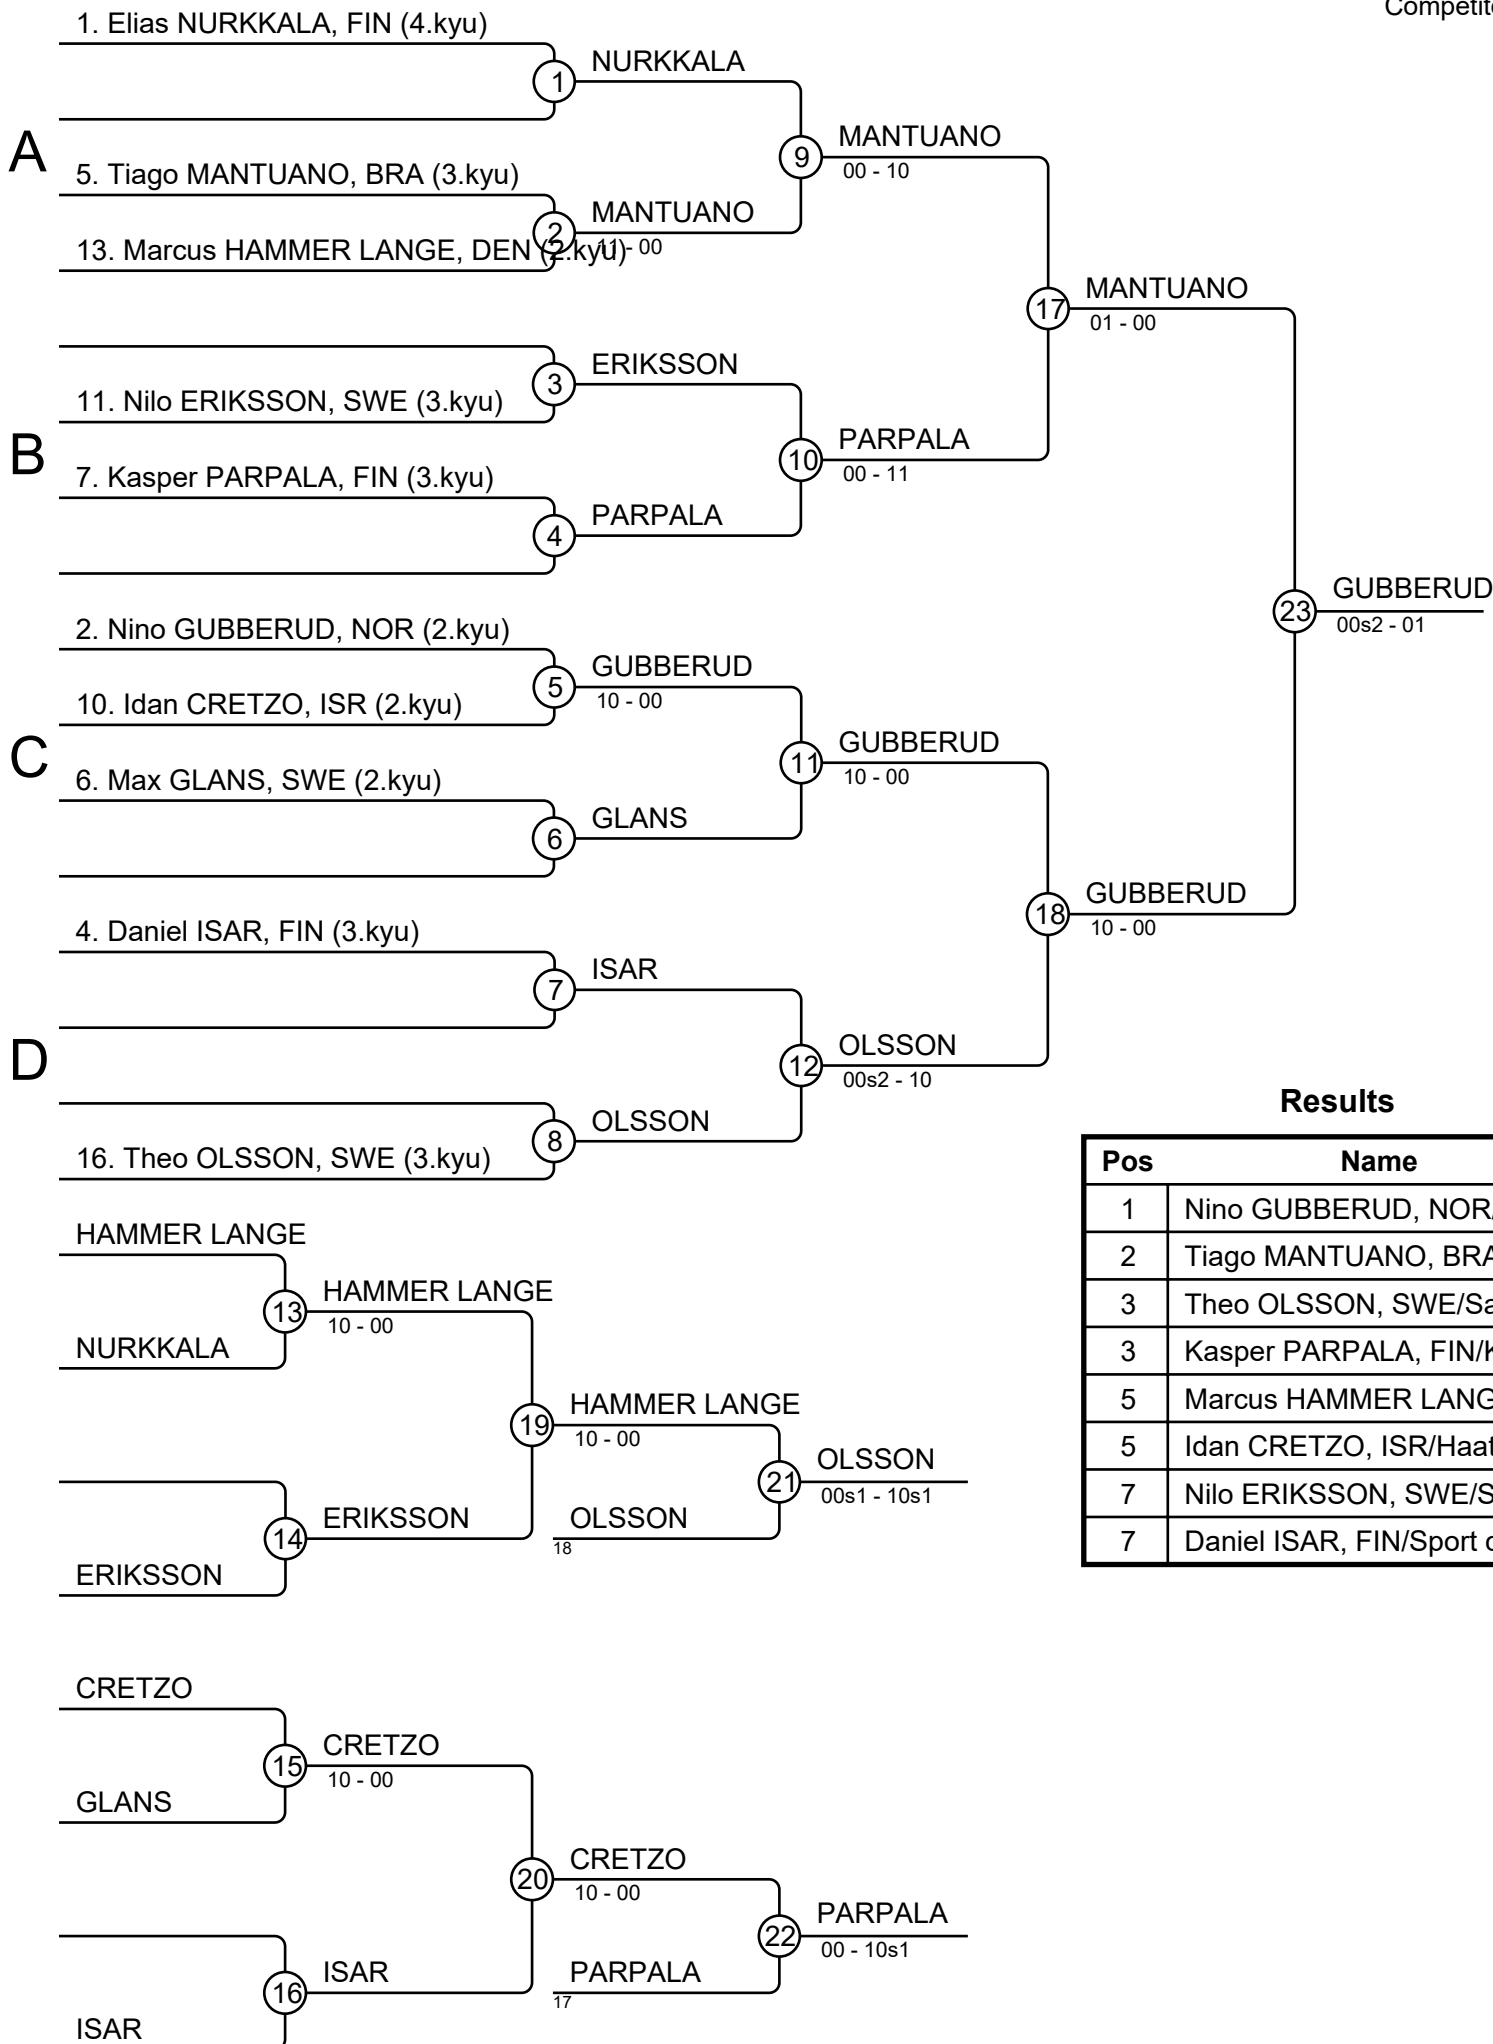 Competit
1. Elias NURKKALA, FIN (4.kyu)
1
NURKKALA
A
5. Tiago MANTUANO, BRA (3.kyu)
2
MANTUANO
11 - 00
13. Marcus HAMMER LANGE, DEN (2.kyu)
9
MANTUANO
00 - 10
17
MANTUANO
01 - 00
3
ERIKSSON
11. Nilo ERIKSSON, SWE (3.kyu)
B
10
PARPALA
00 - 11
7. Kasper PARPALA, FIN (3.kyu)
4
PARPALA
23
GUBBERUD
00s2 - 01
2. Nino GUBBERUD, NOR (2.kyu)
5
GUBBERUD
10 - 00
10. Idan CRETZO, ISR (2.kyu)
C
11
GUBBERUD
10 - 00
6. Max GLANS, SWE (2.kyu)
6
GLANS
18
GUBBERUD
10 - 00
4. Daniel ISAR, FIN (3.kyu)
7
ISAR
D
12
OLSSON
00s2 - 10
8
OLSSON
16. Theo OLSSON, SWE (3.kyu)
Results
Pos Name
1 Nino GUBBERUD, NOR
2 Tiago MANTUANO, BRA
3 Theo OLSSON, SWE/Sa
3 Kasper PARPALA, FIN/K
5 Marcus HAMMER LANG
5 Idan CRETZO, ISR/Haat
7 Nilo ERIKSSON, SWE/S
7 Daniel ISAR, FIN/Sport
HAMMER LANGE
13
HAMMER LANGE
10 - 00
NURKKALA
19
HAMMER LANGE
10 - 00
21
OLSSON
00s1 - 10s1
14
ERIKSSON
OLSSON
18
ERIKSSON
CRETZO
15
CRETZO
10 - 00
GLANS
20
CRETZO
10 - 00
22
PARPALA
00 - 10s1
16
ISAR
PARPALA
17
ISAR